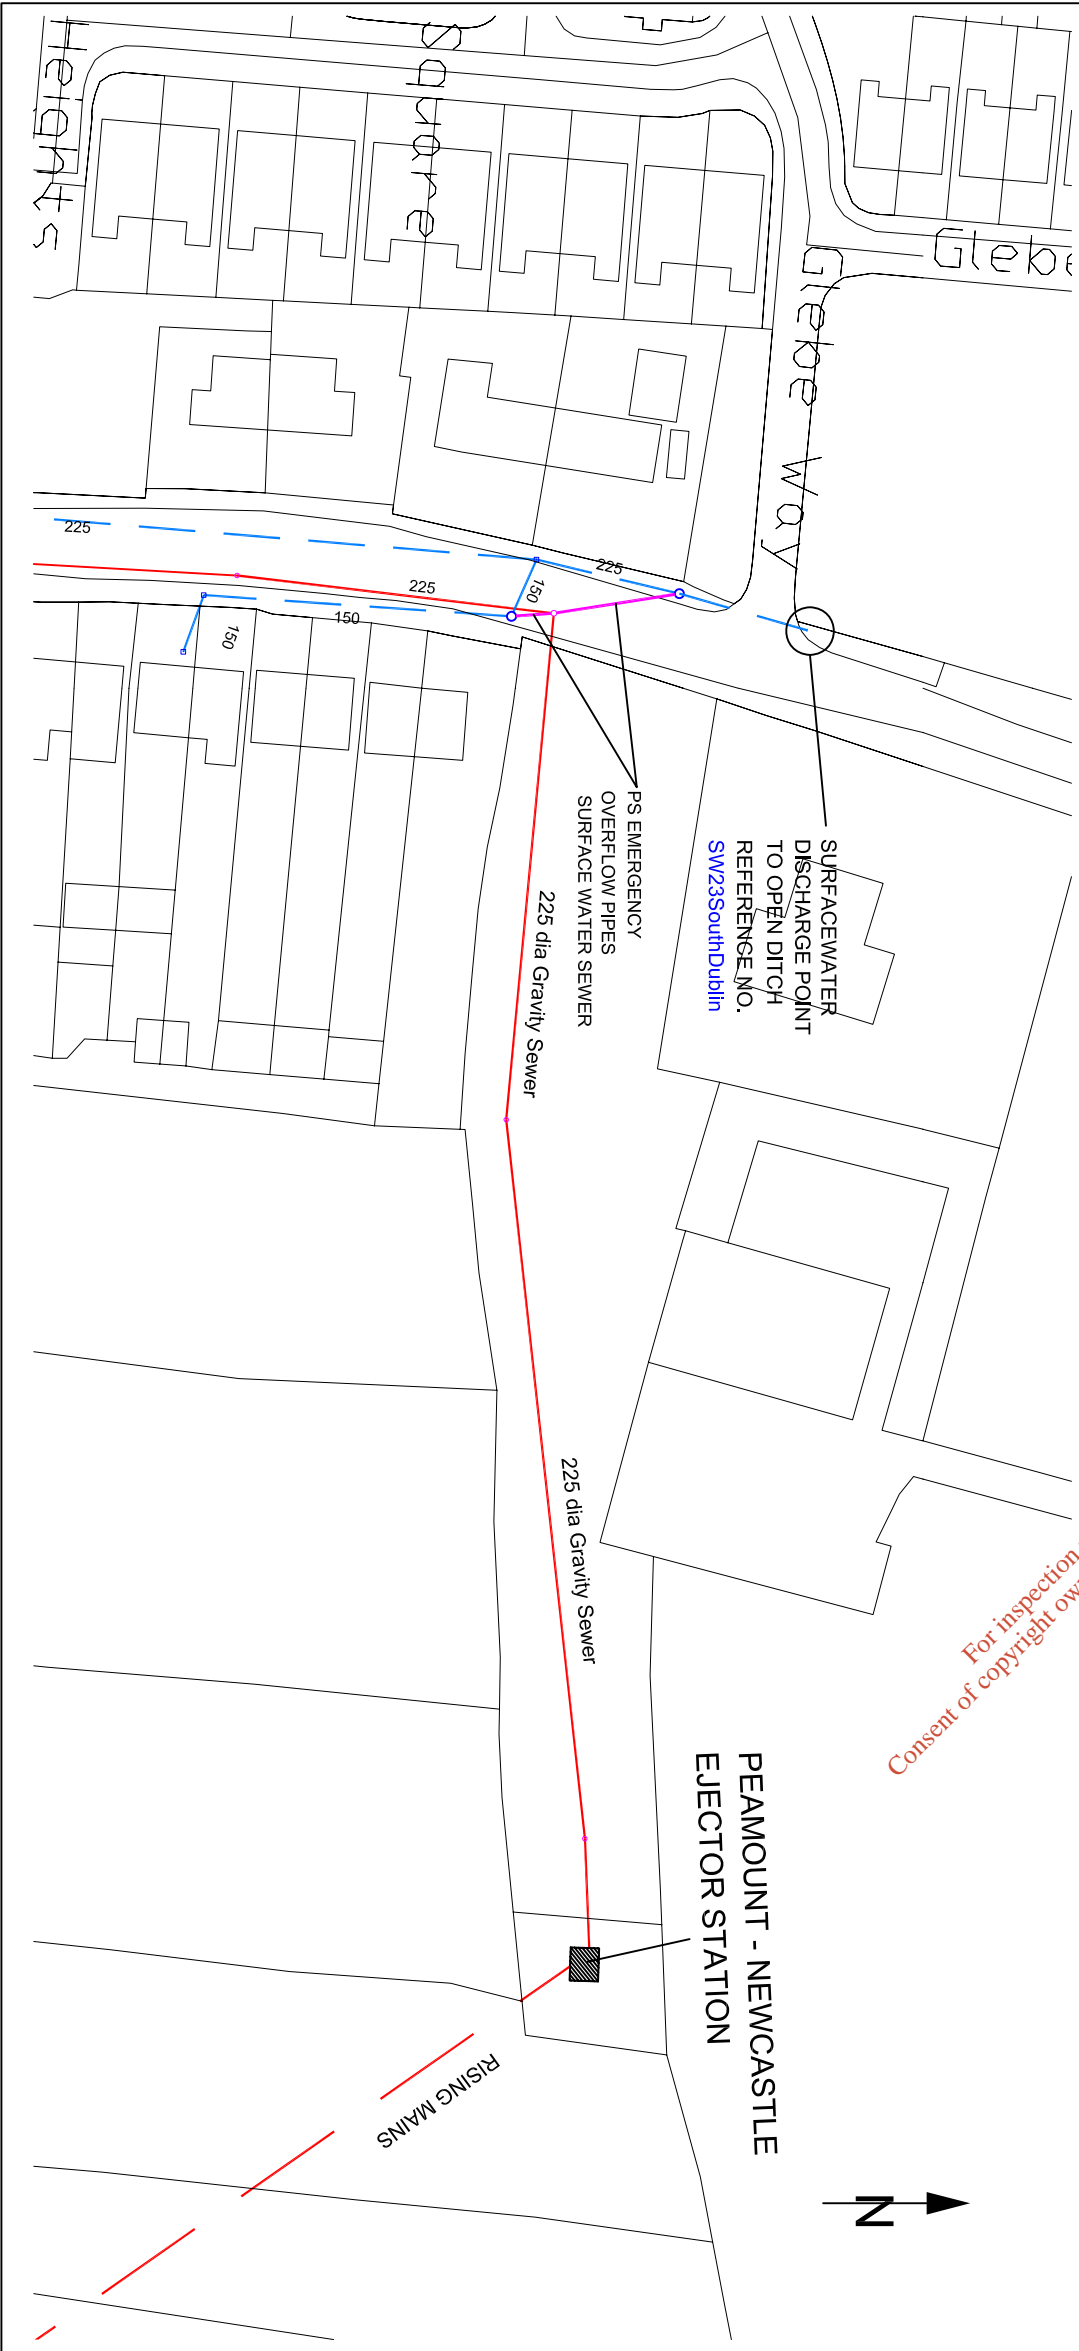 Heights
Square
Glebe
Glebe Way
225
225
150
225
150
150
SURFACEWATER
DISCHARGE POINT
TO OPEN DITCH
REFERENCE NO.
SW23SouthDublin
PS EMERGENCY
OVERFLOW PIPES
SURFACE WATER SEWER
225 dia Gravity Sewer
225 dia Gravity Sewer
For inspection
Consent of copyright
PEAMOUNT - NEWCASTLE
EJECTOR STATION
RISING MAINS
N